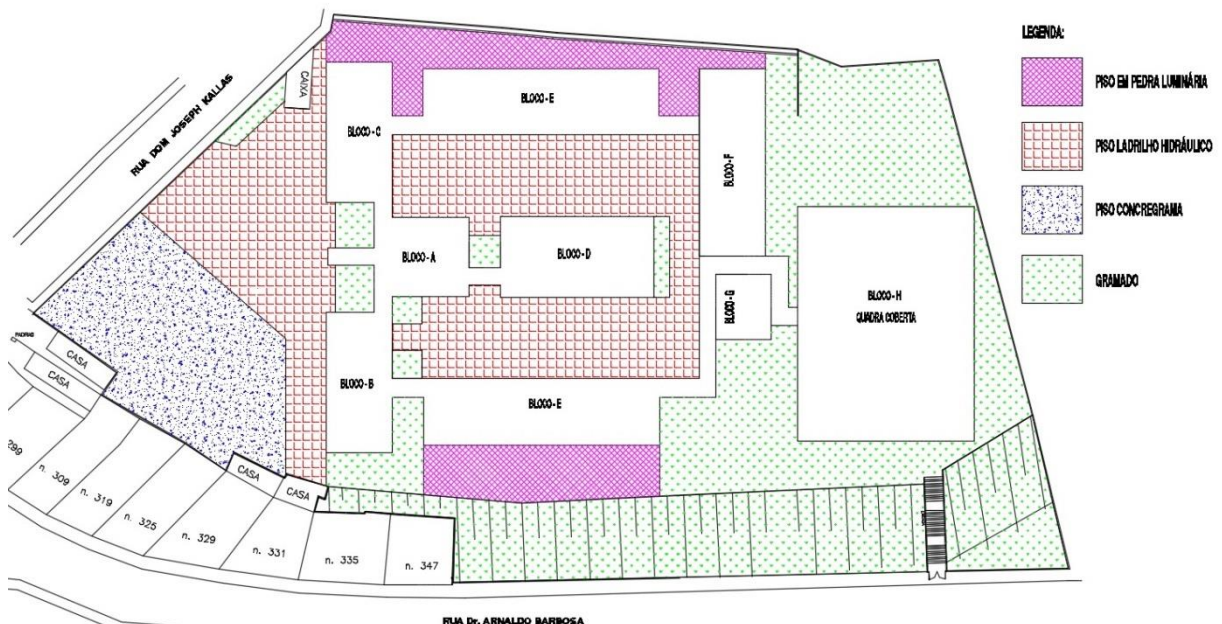 LEGENDA:
PISO EM PEDRA LUMINÁRIA
PISO LADRILHO HIDRÁULICO
PISO CONCREGRAMA
GRAMADO
RUA DOM JOSEPH KALLAS
CAIXA
BLOCO - C
BLOCO - E
BLOCO - F
BLOCO - A
BLOCO - D
BLOCO - G
BLOCO - H
QUADRA COBERTA
BLOCO - B
BLOCO - E
CASA
CASA
CASA
CASA
299
n. 309
n. 319
n. 325
n. 329
n. 331
n. 335
n. 347
RUA Dr. ARNALDO BARBOSA